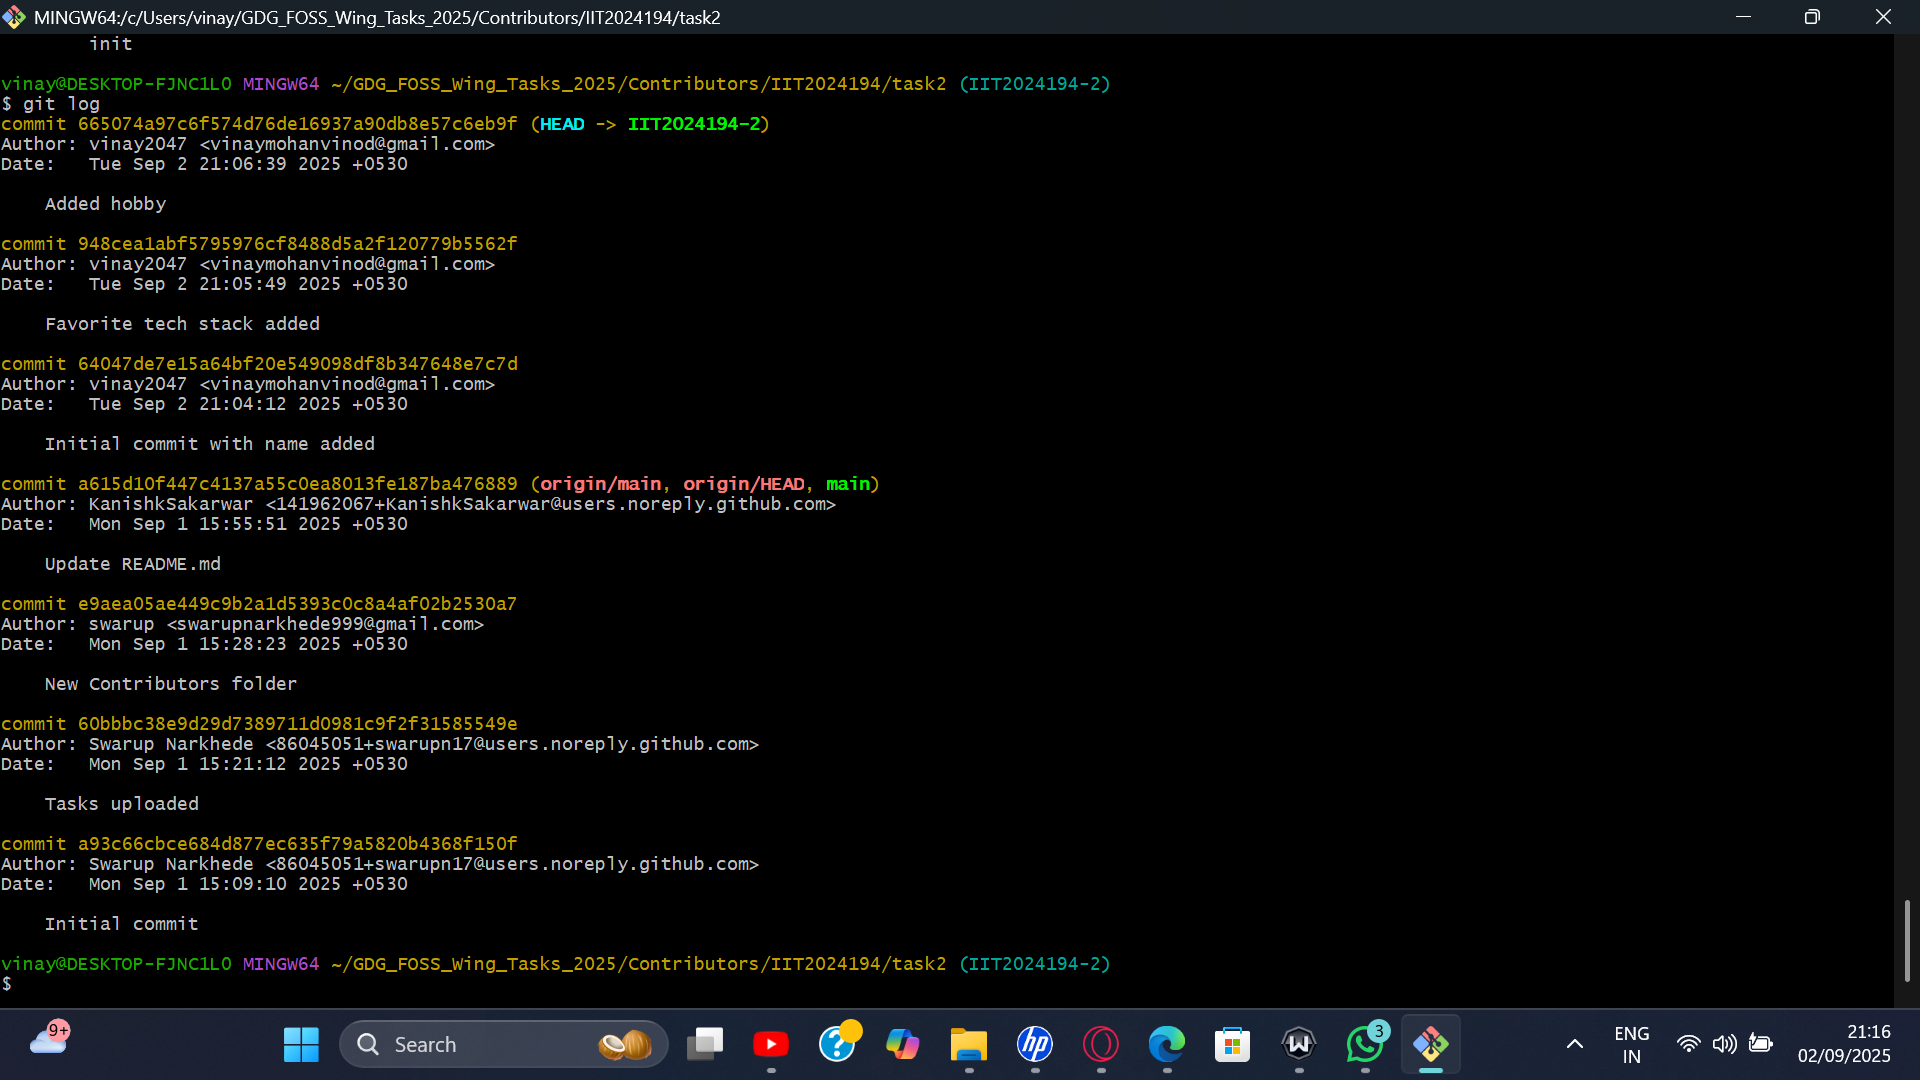 MINGW64:/c/Users/vinay/GDG_FOSS_Wing_Tasks_2025/Contributors/IIT2024194/task2
init
vinay@DESKTOP-FJNC1LO MINGW64 ~/GDG_FOSS_Wing_Tasks_2025/Contributors/IIT2024194/task2 (IIT2024194-2)
$ git log
commit 665074a97c6f574d76de16937a90db8e57c6eb9f (HEAD -> IIT2024194-2)
Author: vinay2047 <vinaymohanvinod@gmail.com>
Date:   Tue Sep 2 21:06:39 2025 +0530
Added hobby
commit 948cea1abf5795976cf8488d5a2f120779b5562f
Author: vinay2047 <vinaymohanvinod@gmail.com>
Date:   Tue Sep 2 21:05:49 2025 +0530
Favorite tech stack added
commit 64047de7e15a64bf20e549098df8b347648e7c7d
Author: vinay2047 <vinaymohanvinod@gmail.com>
Date:   Tue Sep 2 21:04:12 2025 +0530
Initial commit with name added
commit a615d10f447c4137a55c0ea8013fe187ba476889 (origin/main, origin/HEAD, main)
Author: KanishkSakarwar <141962067+KanishkSakarwar@users.noreply.github.com>
Date:   Mon Sep 1 15:55:51 2025 +0530
Update README.md
commit e9aea05ae449c9b2a1d5393c0c8a4af02b2530a7
Author: swarup <swarupnarkhede999@gmail.com>
Date:   Mon Sep 1 15:28:23 2025 +0530
New Contributors folder
commit 60bbbc38e9d29d7389711d0981c9f2f31585549e
Author: Swarup Narkhede <86045051+swarupn17@users.noreply.github.com>
Date:   Mon Sep 1 15:21:12 2025 +0530
Tasks uploaded
commit a93c66cbce684d877ec635f79a5820b4368f150f
Author: Swarup Narkhede <86045051+swarupn17@users.noreply.github.com>
Date:   Mon Sep 1 15:09:10 2025 +0530
Initial commit
vinay@DESKTOP-FJNC1LO MINGW64 ~/GDG_FOSS_Wing_Tasks_2025/Contributors/IIT2024194/task2 (IIT2024194-2)
$
9+
Search
?
hp
W
3
ENG
IN
21:16
02/09/2025